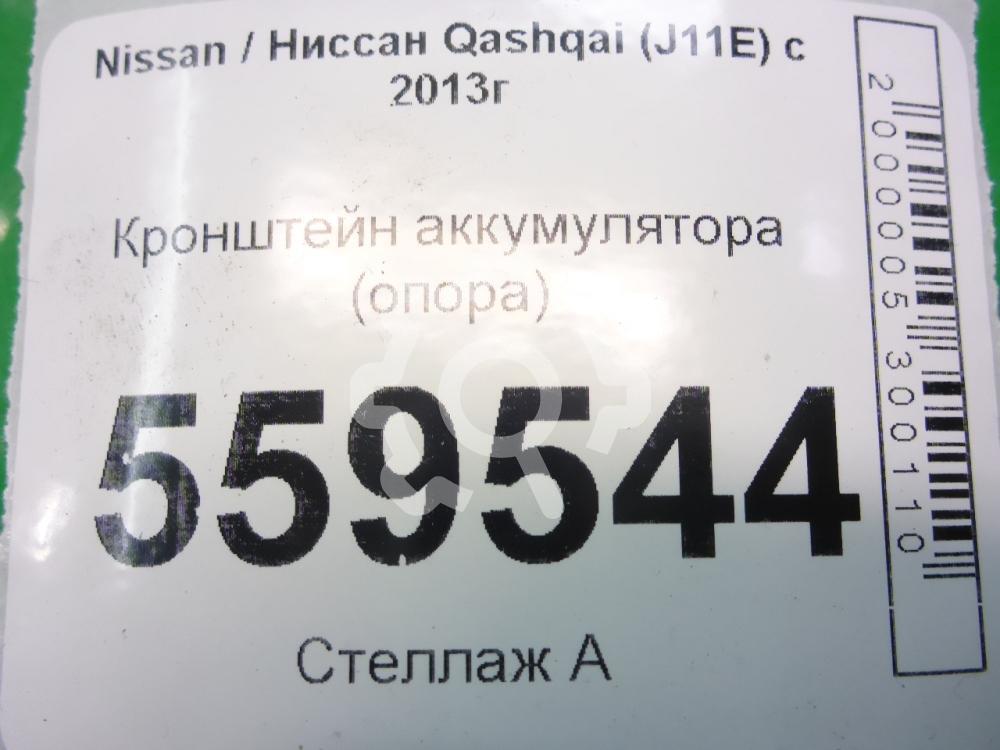 Nissan / Ниссан Qashqai (J11E) с
2013г
Кронштейн аккумулятора
(опора)
559544
Стеллаж А
2000005300110